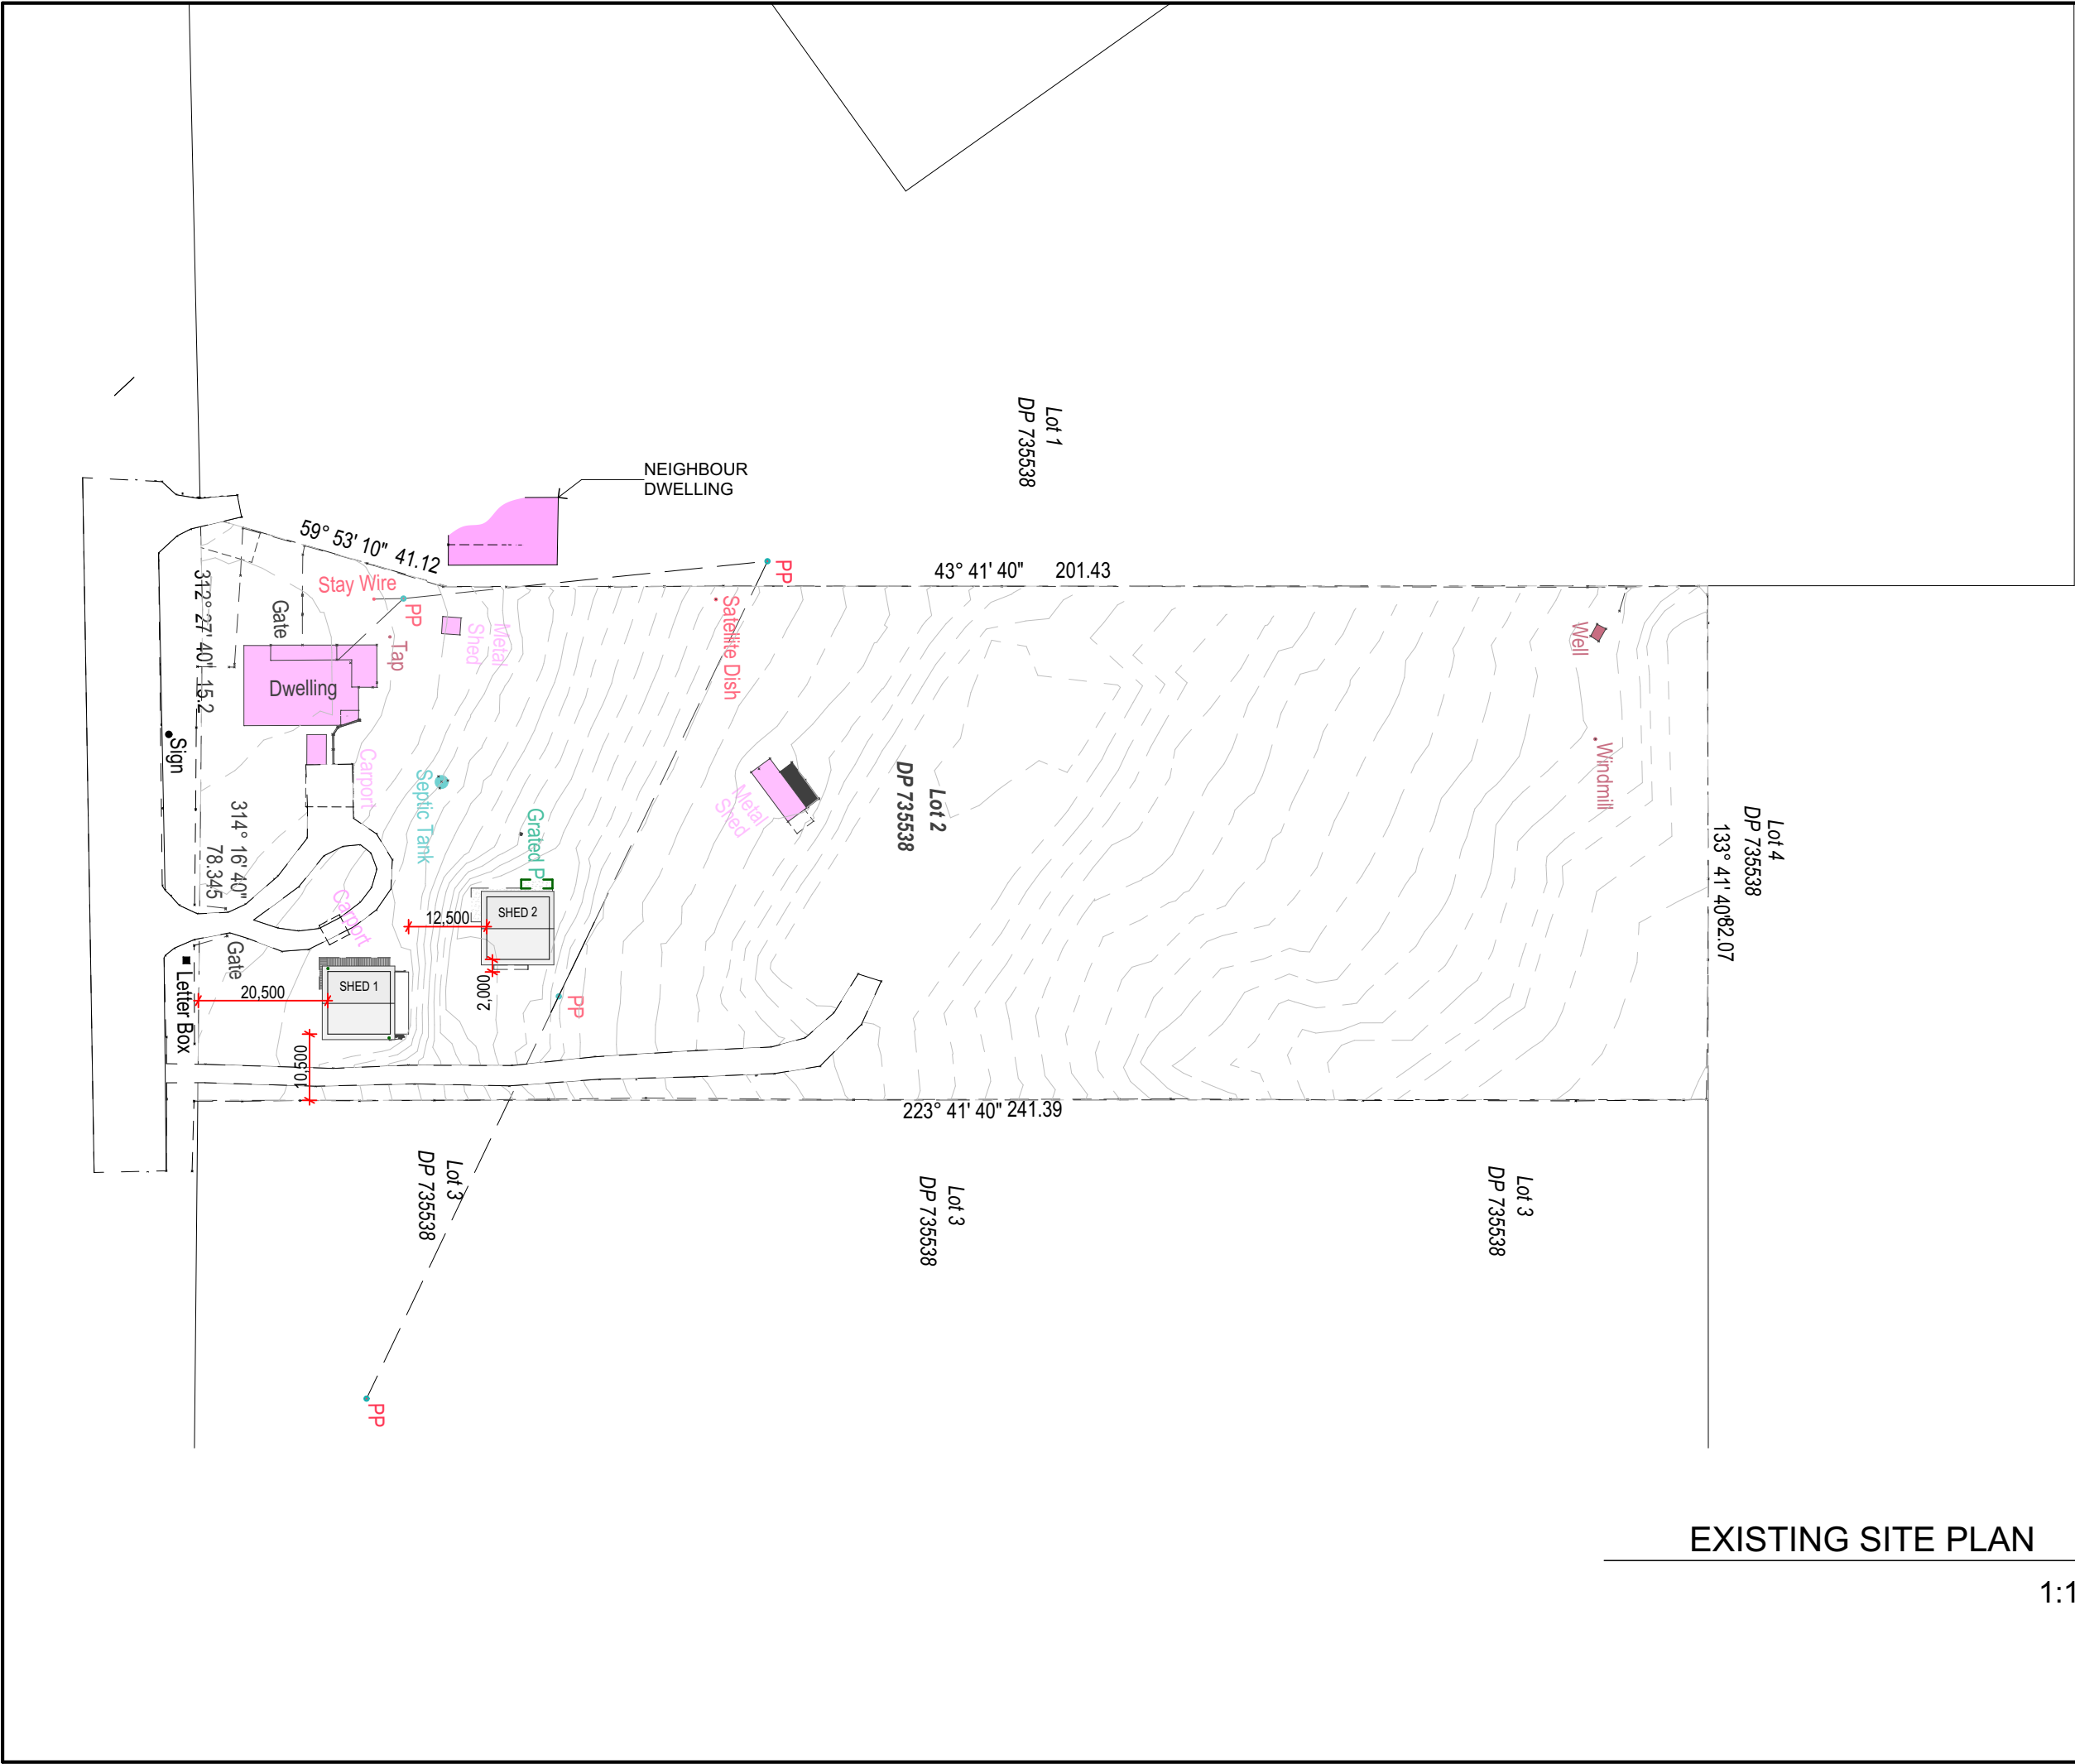 Lot 1
DP 735538
NEIGHBOUR
DWELLING
59° 53' 10" 41.12
43° 41' 40" 201.43
PP
Stay Wire
PP
Gate
Tap
Metal
Shed
Satellite Dish
312° 27' 40" 15.2
Dwelling
Well
Sign
Carport
Septic Tank
Metal
Shed
Lot 2
DP 735538
Windmill
314° 16' 40"
78.345
Grated P
Lot 4
DP 735538
133° 41' 40"
82.07
Carport
12,500
SHED 2
Gate
Letter Box
20,500
SHED 1
2,000
PP
10,500
223° 41' 40" 241.39
Lot 3
DP 735538
Lot 3
DP 735538
Lot 3
DP 735538
PP
EXISTING SITE PLAN
1:1